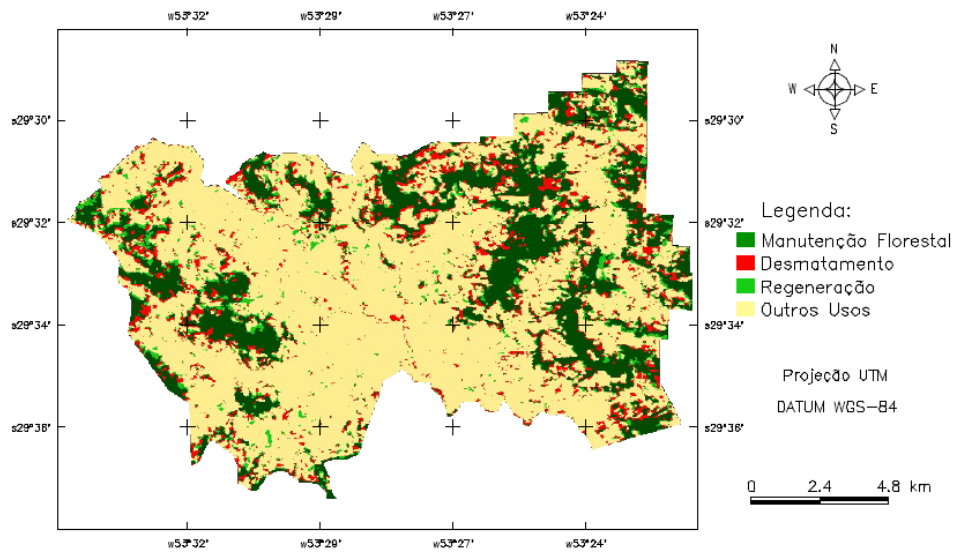 w53°32' w53°29' w53°27' w53°24'
N
W E
S
s29°30' s29°30'
s29°32' s29°32'
s29°34' s29°34'
s29°36' s29°36'
Legenda:
Manutenção Florestal
Desmatamento
Regeneração
Outros Usos
Projeção UTM
DATUM WGS-84
0 2.4 4.8 km
w53°32' w53°29' w53°27' w53°24'